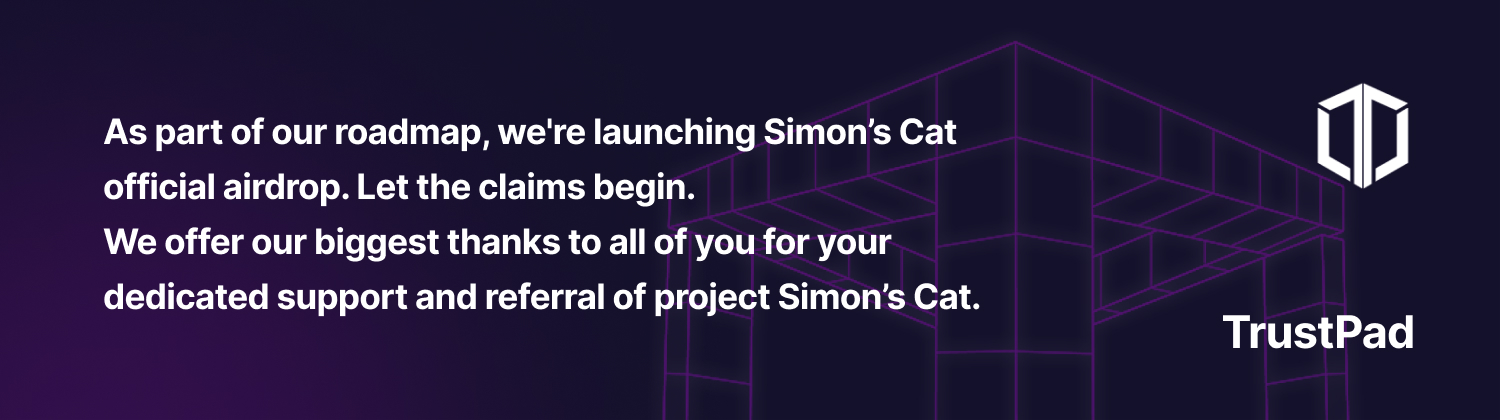 As part of our roadmap, we're launching Simon’s Cat
official airdrop. Let the claims begin.
We offer our biggest thanks to all of you for your
dedicated support and referral of project Simon’s Cat.
TrustPad